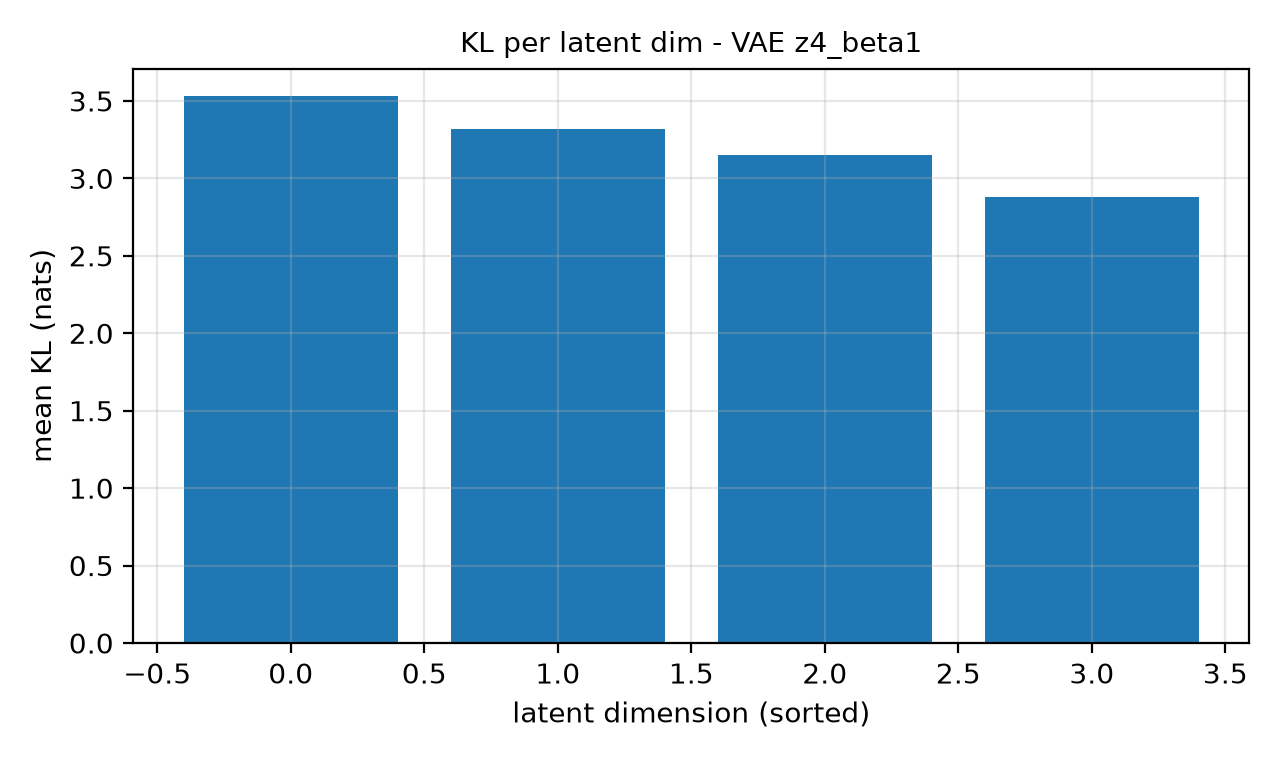 KL per latent dim - VAE z4_beta1
mean KL (nats)
3.5
3.0
2.5
2.0
1.5
1.0
0.5
0.0
−0.5 0.0 0.5 1.0 1.5 2.0 2.5 3.0 3.5
latent dimension (sorted)